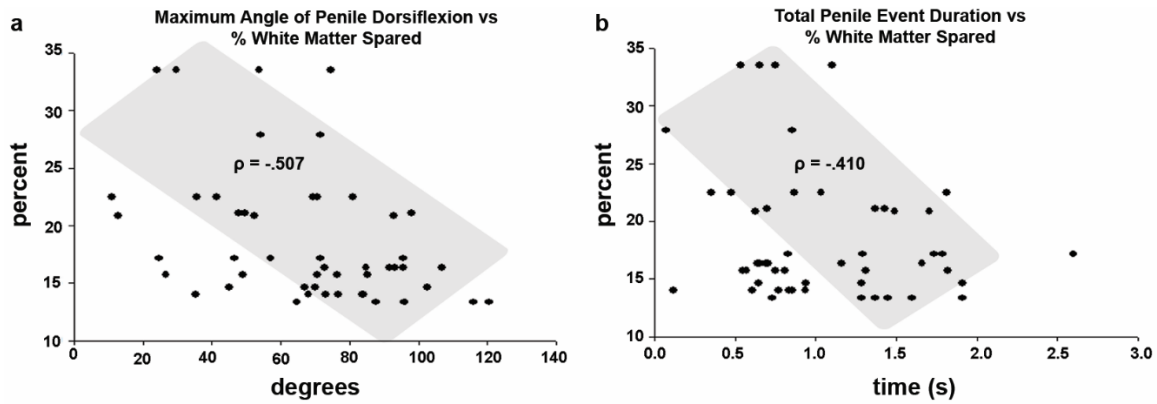 a
Maximum Angle of Penile Dorsiflexion vs
% White Matter Spared
35
30
25
20
15
10
percent
ρ = -.507
0
20
40
60
80
100
120
140
degrees
b
Total Penile Event Duration vs
% White Matter Spared
35
30
25
20
15
10
percent
ρ = -.410
0.0
0.5
1.0
1.5
2.0
2.5
3.0
time (s)